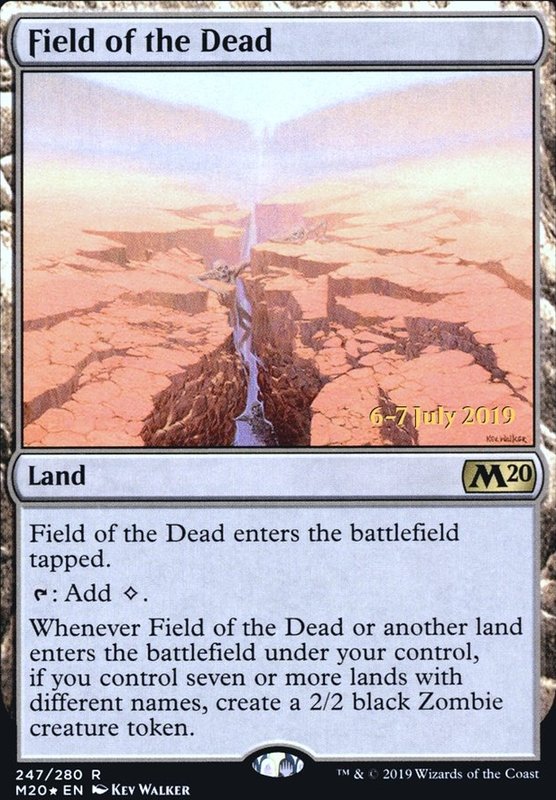 Field of the Dead
6-7 July 2019
Kev Walker
Land
M20
Field of the Dead enters the battlefield
tapped.
: Add .
Whenever Field of the Dead or another land
enters the battlefield under your control,
if you control seven or more lands with
different names, create a 2/2 black Zombie
creature token.
247/280 R
M20★EN Kev Walker
™ & © 2019 Wizards of the Coast